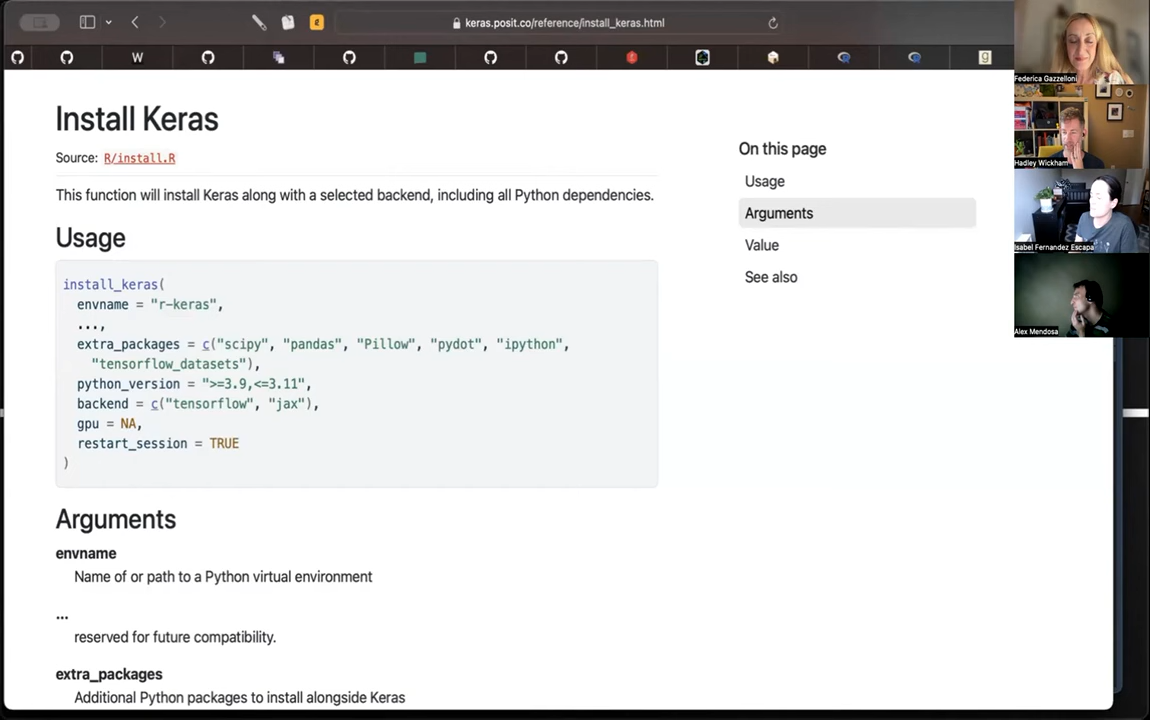 keras.posit.co/reference/install_keras.html
W
g
Install Keras
Source: R/install.R
This function will install Keras along with a selected backend, including all Python dependencies.
Usage
install_keras(
envname = "r-keras",
...,
extra_packages = c("scipy", "pandas", "Pillow", "pydot", "ipython",
"tensorflow_datasets"),
python_version = ">=3.9,<=3.11",
backend = c("tensorflow", "jax"),
gpu = NA,
restart_session = TRUE
)
Arguments
envname
Name of or path to a Python virtual environment
...
reserved for future compatibility.
extra_packages
Additional Python packages to install alongside Keras
On this page
Usage
Arguments
Value
See also
Federica Gazzelloni
Hadley Wickham
Isabel Fernandez Escapa
Alex Mendosa